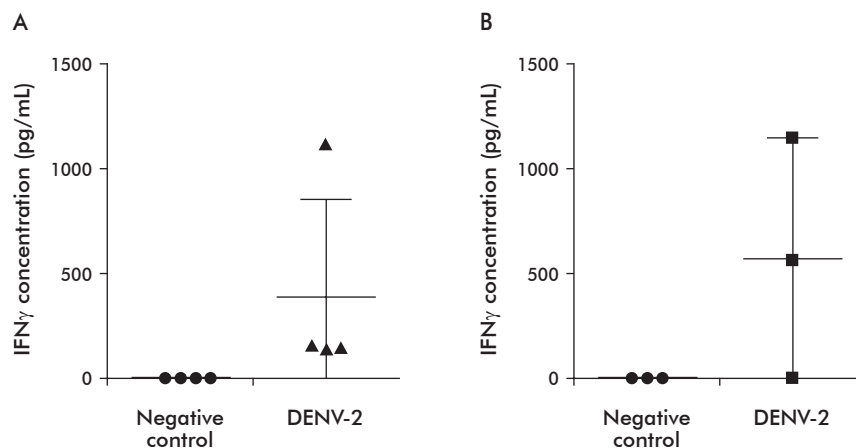 A
IFNγ concentration (pg/mL)
1500
1000
500
0
Negative
control
DENV-2
B
IFNγ concentration (pg/mL)
1500
1000
500
0
Negative
control
DENV-2